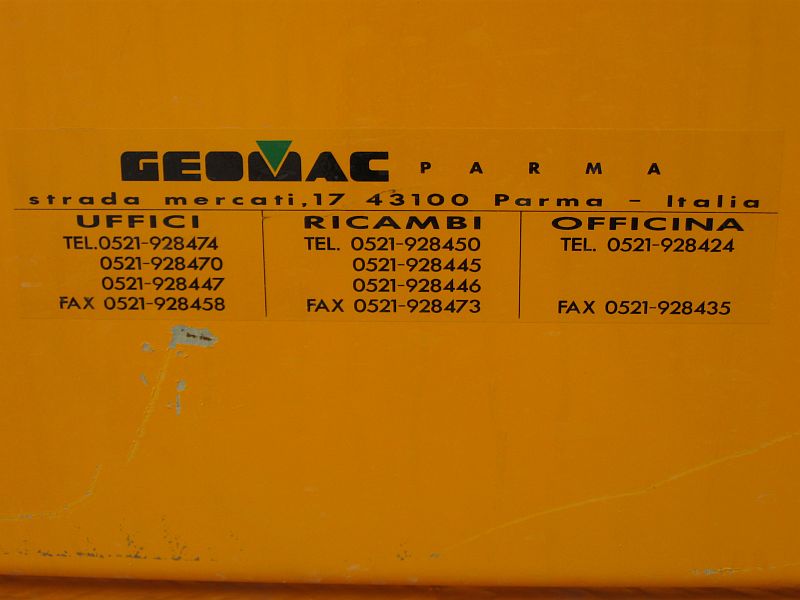 GEOMAC PARMA
strada mercati,17 43100 Parma - Italia
UFFICI
TEL.0521-928474
0521-928470
0521-928447
FAX 0521-928458
RICAMBI
TEL. 0521-928450
0521-928445
0521-928446
FAX 0521-928473
OFFICINA
TEL. 0521-928424
FAX 0521-928435